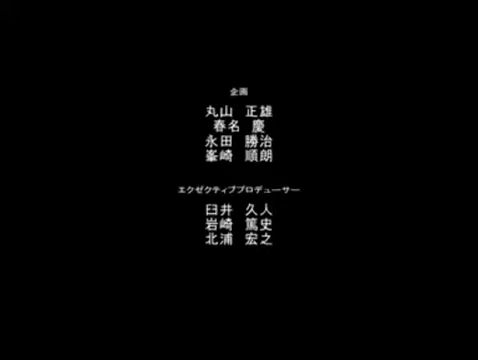 企画
丸山 正雄
春名 慶
永田 勝治
峯崎 順朗
エクゼクティブプロデューサー
臼井 久人
岩崎 篤史
北浦 宏之